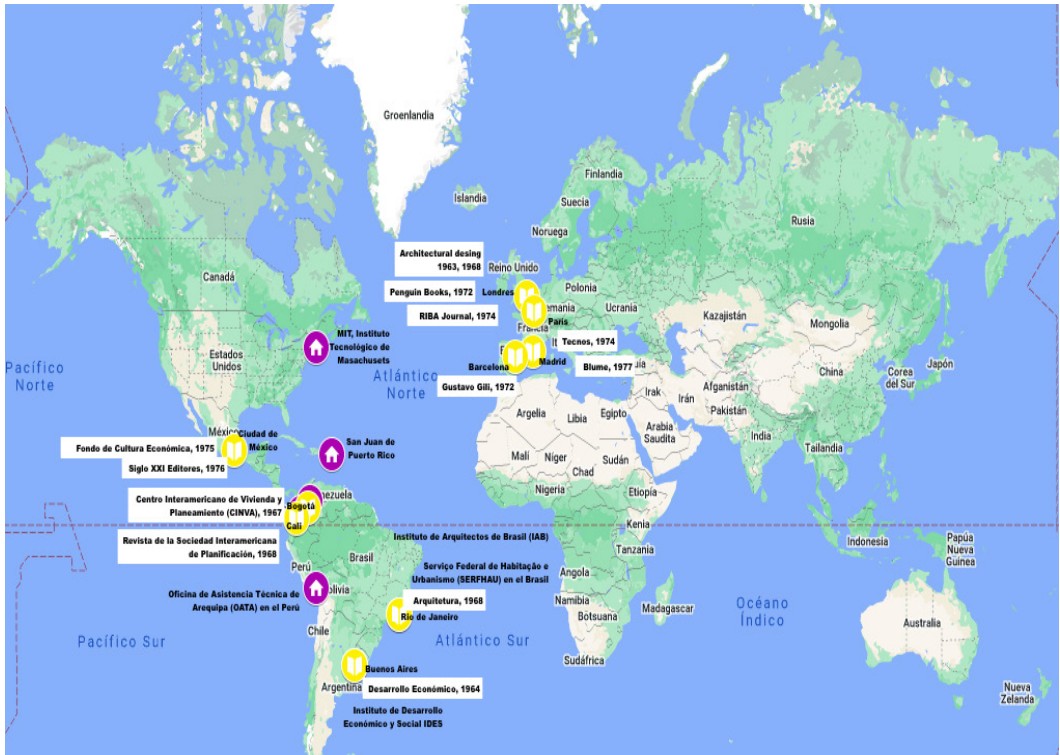 Groenlandia
Islandia
Finlandia
Suecia
Noruega
Rusia
Canadá
Architectural desing
1963, 1968
Reino Unido
Penguin Books, 1972
Londres
Polonia
emania
Ucrania
RIBA Journal, 1974
París
Francia
Kazajistán
Mongolia
MIT, Instituto
Tecnológico de
Masachusets
Estados
Unidos
Pacífico
Norte
Atlántico
Norte
Tecnos, 1974
Barcelona
Madrid
Blume, 1977
Gustavo Gili, 1972
China
Corea
del Sur
Japón
Irak
Irán
Afganistán
Pakistán
Argelia
Libia
Egipto
Arabia
Saudita
India
Tailandia
México
Ciudad de
México
Fondo de Cultura Económica, 1975
Siglo XXI Editores, 1976
San Juan de
Puerto Rico
Malí
Níger
Sudán
Chad
Nigeria
Etiopía
Centro Interamericano de Vivienda y
Planeamiento (CINVA), 1967
Bogotá
nezuela
Cali
Revista de la Sociedad Interamericana
de Planificación, 1968
Instituto de Arquitectos de Brasil (IAB)
Kenia
Tanzania
Indonesia
Papúa
Nueva
Guinea
Brasil
Perú
Serviço Federal de Habitação e
Urbanismo (SERFHAU) en el Brasil
Angola
Oficina de Asistencia Técnica de
Arequipa (OATA) en el Perú
olivia
Arquitetura, 1968
Río de Janeiro
Namibia
Botsuana
Madagascar
Océano
Índico
Australia
Pacífico Sur
Chile
Atlántico Sur
Sudáfrica
Buenos Aires
Argentina
Desarrollo Económico, 1964
Instituto de Desarrollo
Económico y Social IDES
Nueva
Zelanda